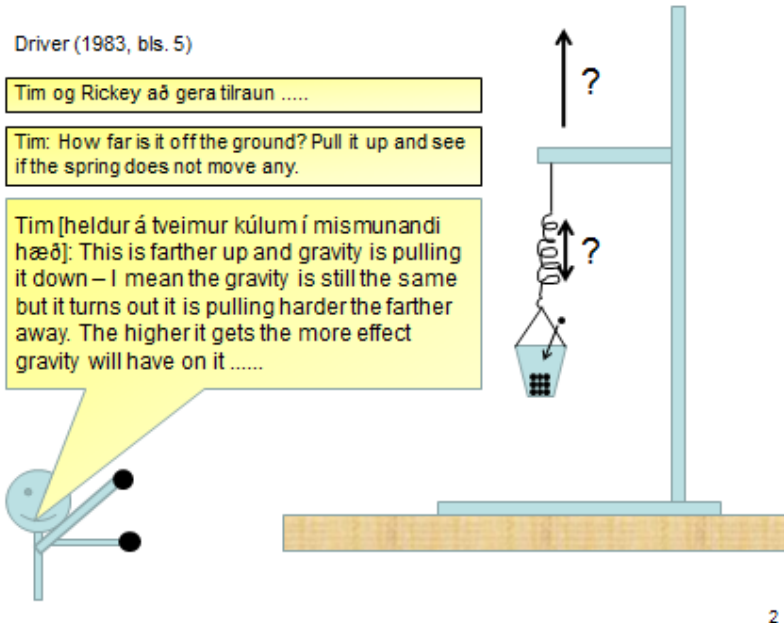 Driver (1983, bls. 5)
Tim og Rickey að gera tilraun .....
Tim: How far is it off the ground? Pull it up and see
if the spring does not move any.
Tim [heldur á tveimur kúlum í mismunandi
hæð]: This is farther up and gravity is pulling
it down – I mean the gravity is still the same
but it turns out it is pulling harder the farther
away. The higher it gets the more effect
gravity will have on it ......
?
?
2